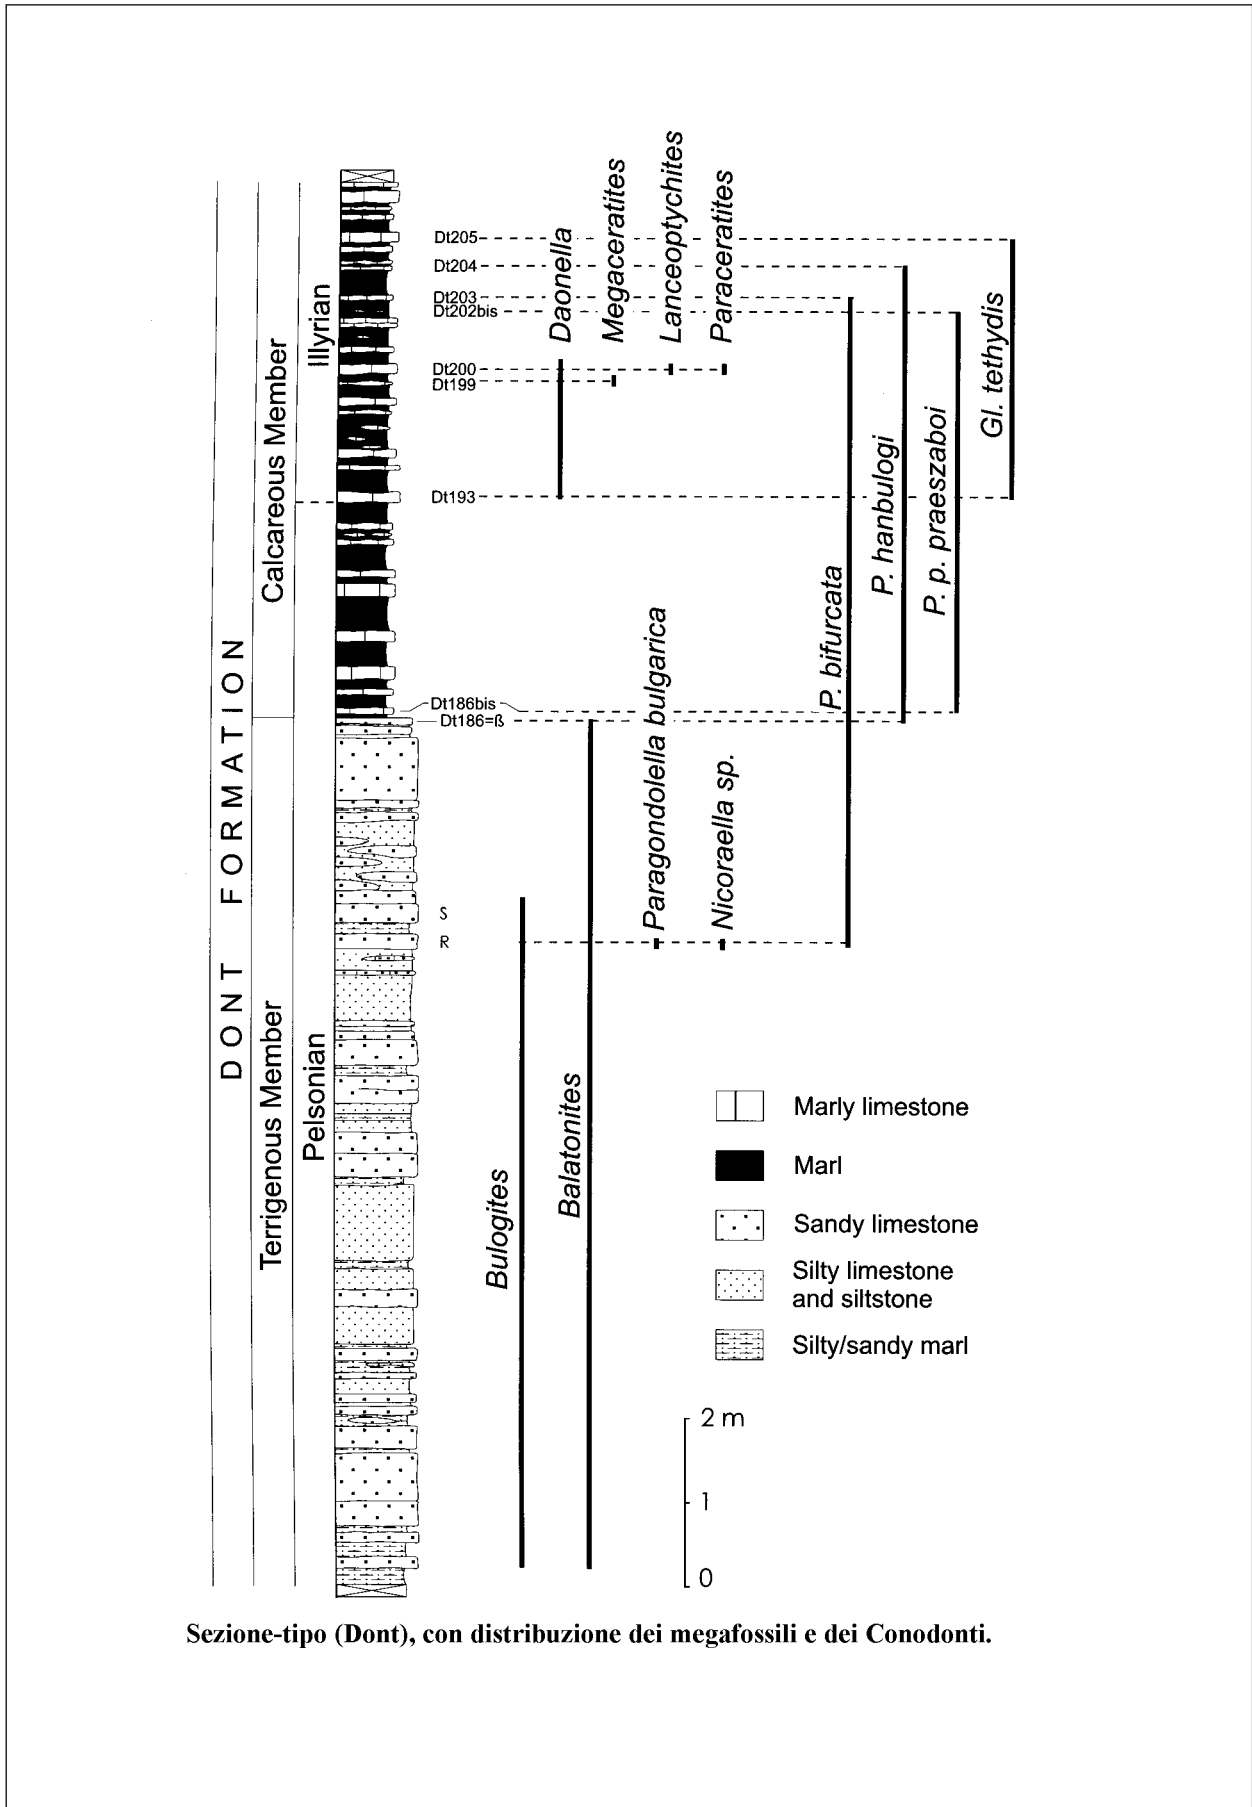 DONT FORMATION
Calcareous Member
Terrigenous Member
Illyrian
Pelsonian
Dt205
Dt204
Dt203
Dt202bis
Dt200
Dt199
Dt193
Dt186bis
Dt186=ß
S
R
Daonella
Megaceratites
Lanceoptychites
Paraceratites
Bulogites
Balatonites
Paragondolella bulgarica
Nicoraella sp.
P. bifurcata
P. hanbulogi
P. p. praeszaboi
Gl. tethydis
Marly limestone
Marl
Sandy limestone
Silty limestone
and siltstone
Silty/sandy marl
2 m
1
0
Sezione-tipo (Dont), con distribuzione dei megafossili e dei Conodonti.